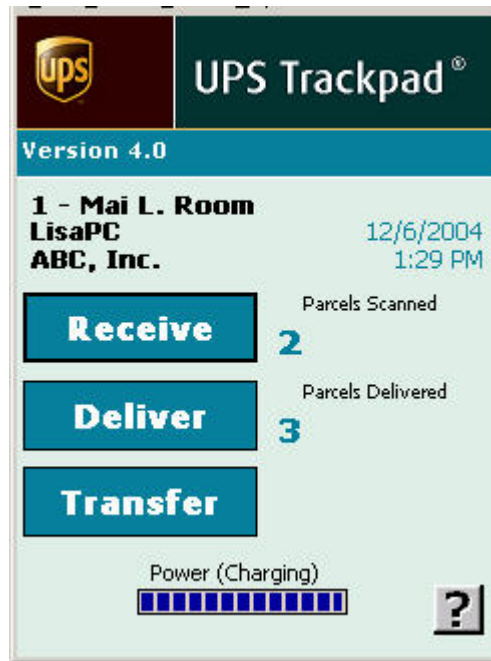 ups
UPS Trackpad®
Version 4.0
1 - Mai L. Room
LisaPC
12/6/2004
ABC, Inc.
1:29 PM
Receive
Parcels Scanned
2
Deliver
Parcels Delivered
3
Transfer
Power (Charging)
?